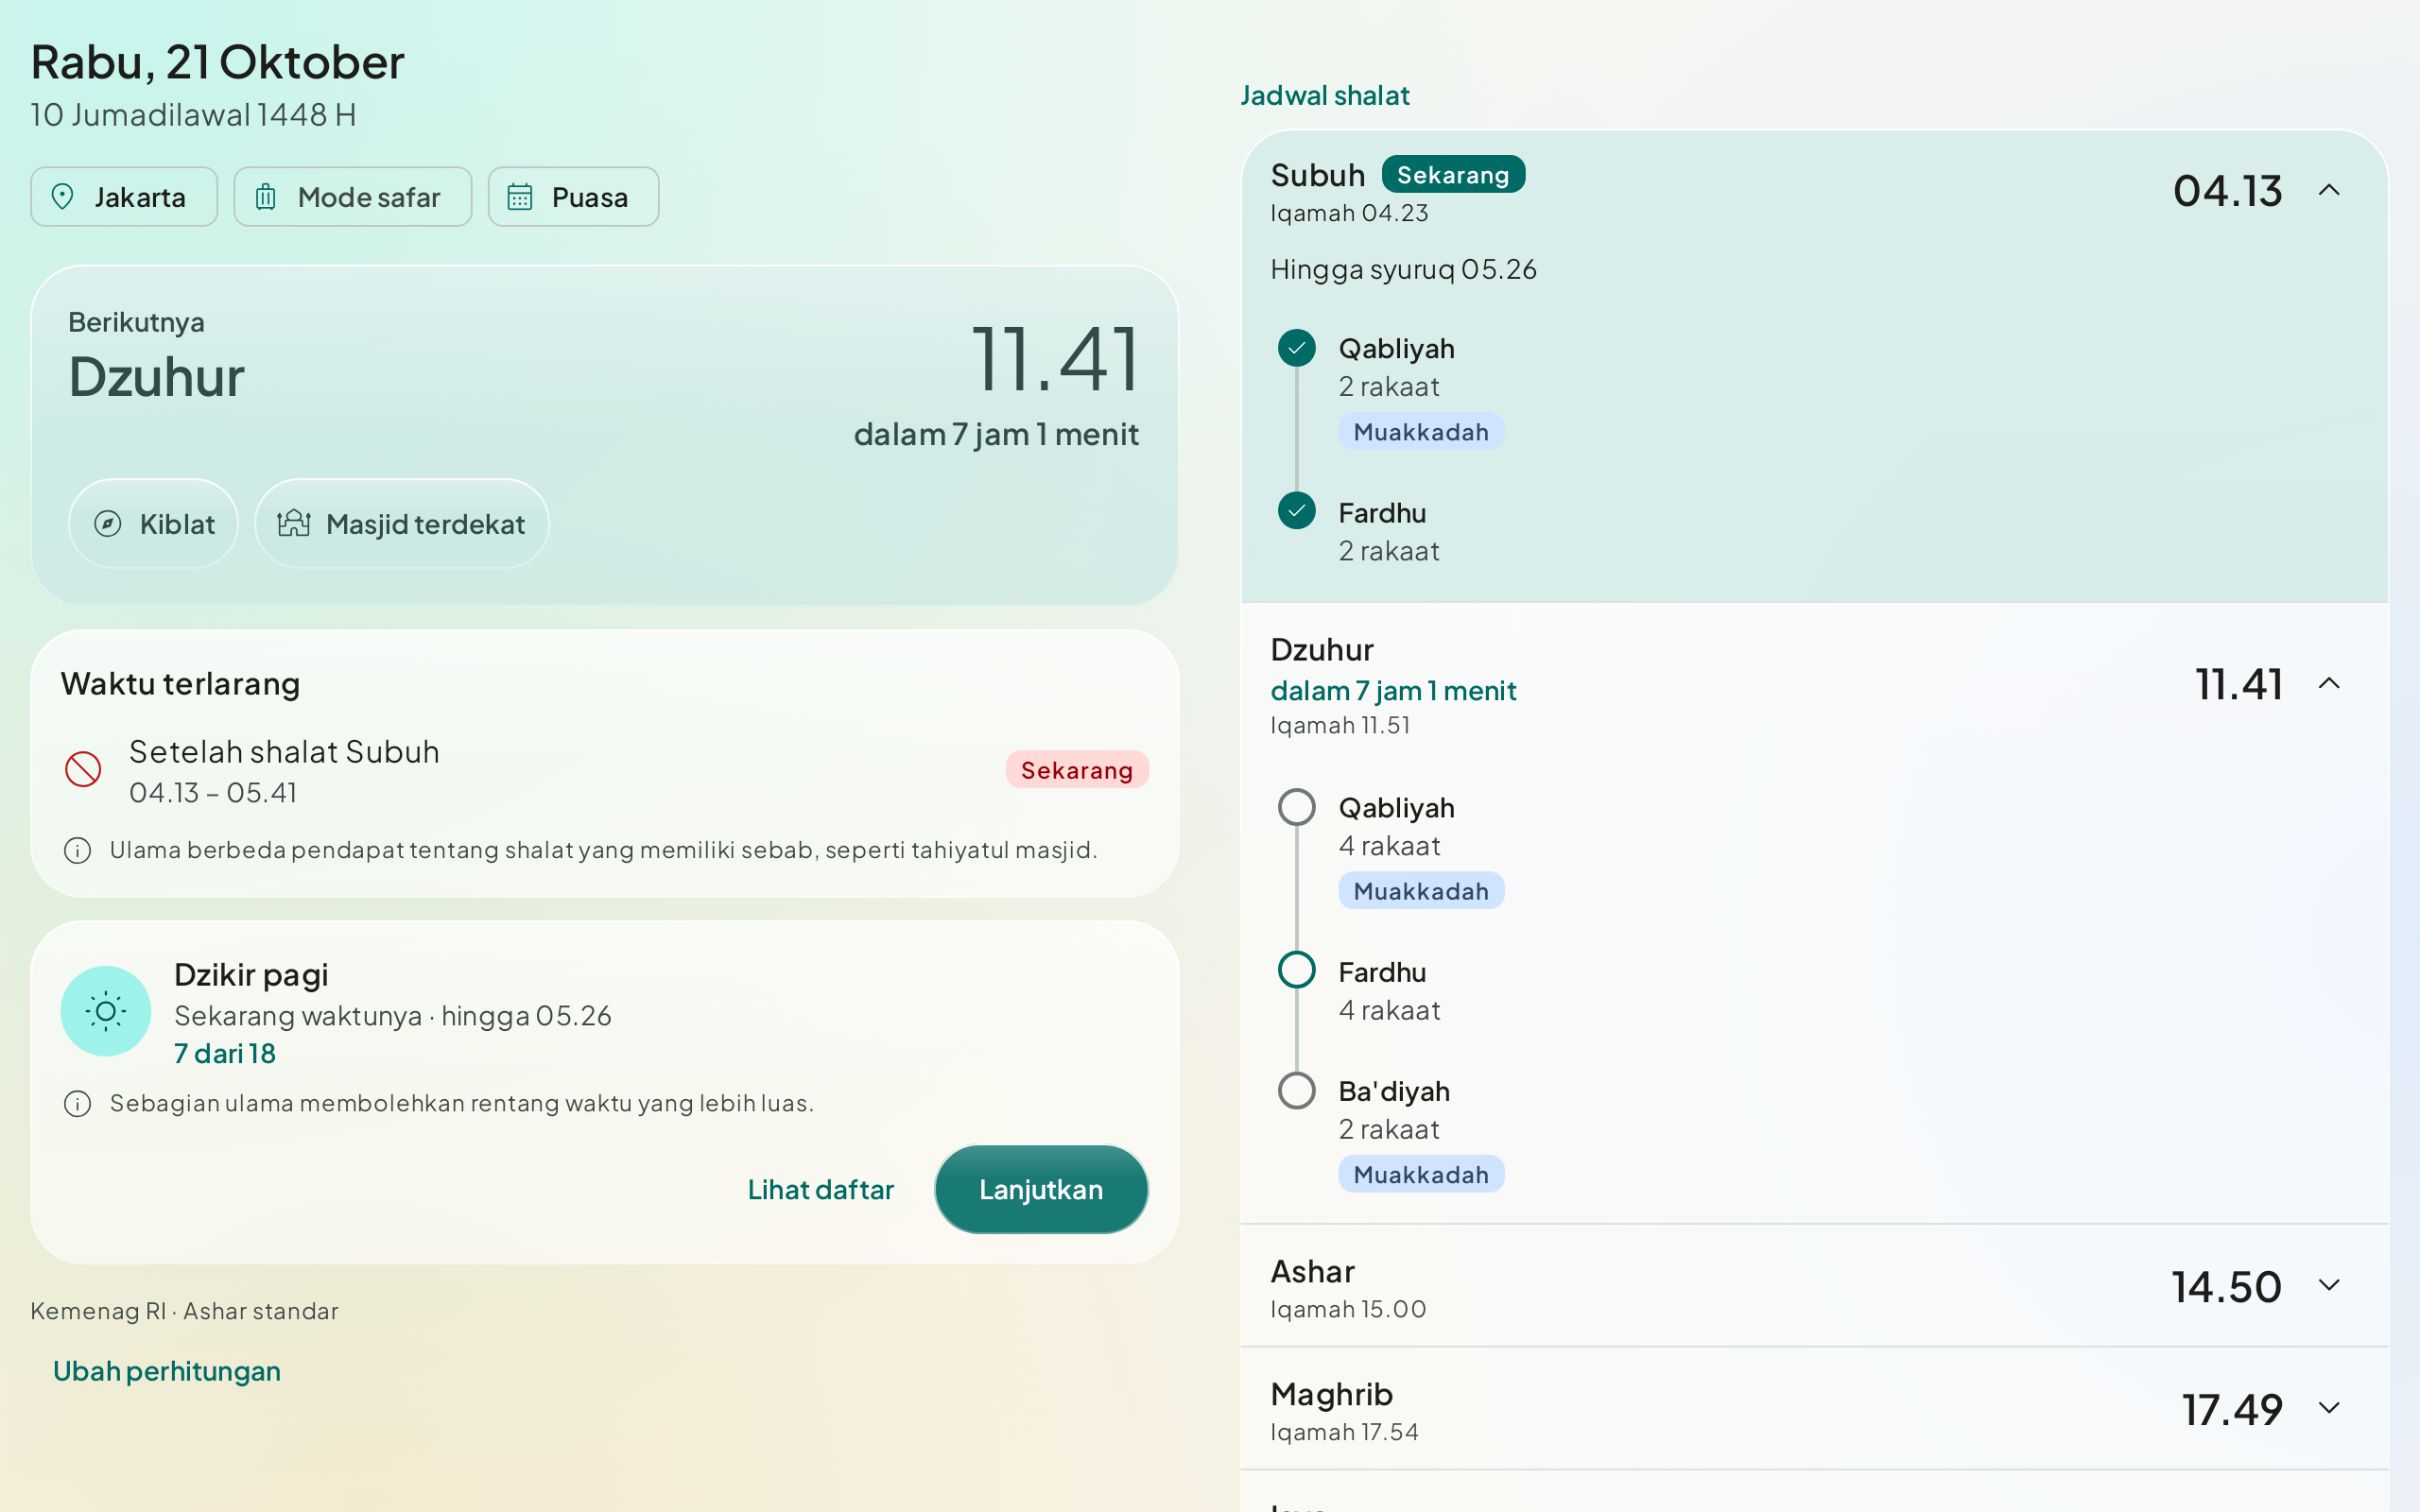 Rabu, 21 Oktober
10 Jumadilawal 1448 H
Jakarta
Mode safar
Puasa
Berikutnya
Dzuhur
11.41
dalam 7 jam 1 menit
Kiblat
Masjid terdekat
Waktu terlarang
Setelah shalat Subuh
04.13 – 05.41
Sekarang
Ulama berbeda pendapat tentang shalat yang memiliki sebab, seperti tahiyatul masjid.
Dzikir pagi
Sekarang waktunya · hingga 05.26
7 dari 18
Sebagian ulama membolehkan rentang waktu yang lebih luas.
Lihat daftar
Lanjutkan
Kemenag RI · Ashar standar
Ubah perhitungan
Jadwal shalat
Subuh
Sekarang
Iqamah 04.23
04.13
Hingga syuruq 05.26
Qabliyah
2 rakaat
Muakkadah
Fardhu
2 rakaat
Dzuhur
dalam 7 jam 1 menit
Iqamah 11.51
11.41
Qabliyah
4 rakaat
Muakkadah
Fardhu
4 rakaat
Ba'diyah
2 rakaat
Muakkadah
Ashar
Iqamah 15.00
14.50
Maghrib
Iqamah 17.54
17.49